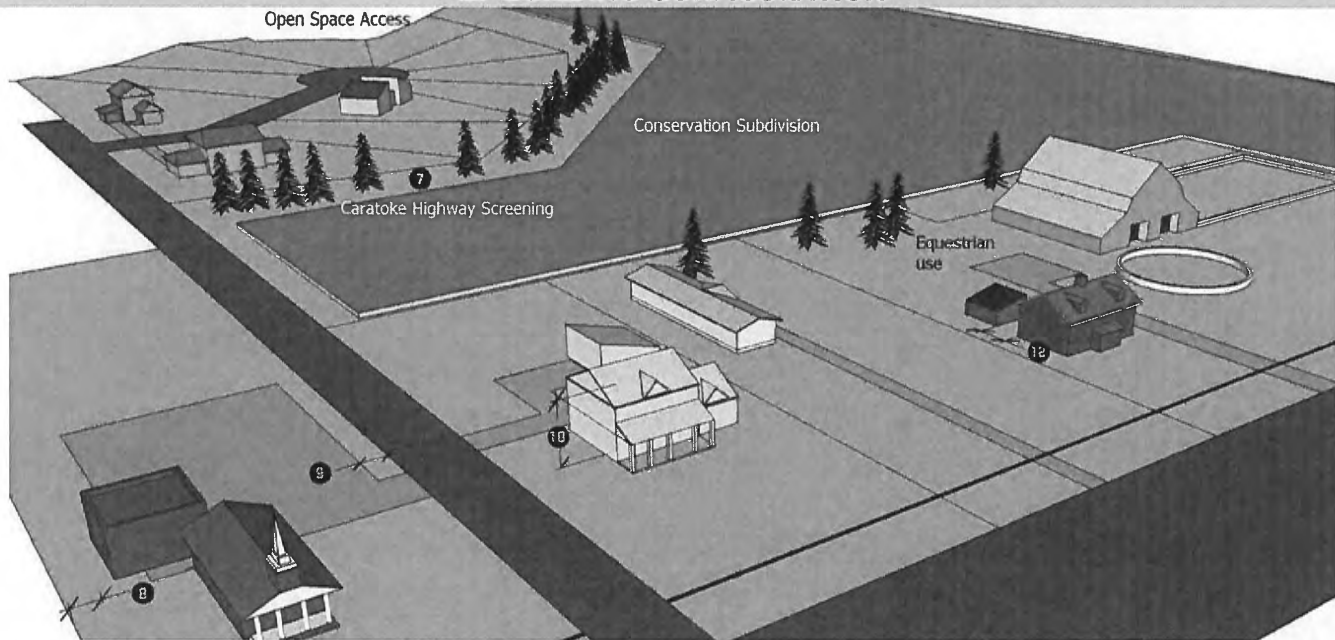 Open Space Access
Conservation Subdivision
7
Caratoke Highway Screening
Equestrian
use
12
10
9
8